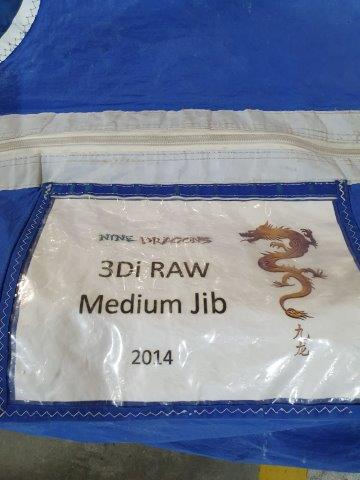 NINE DRAGONS
3Di RAW
Medium Jib
2014
九
龙